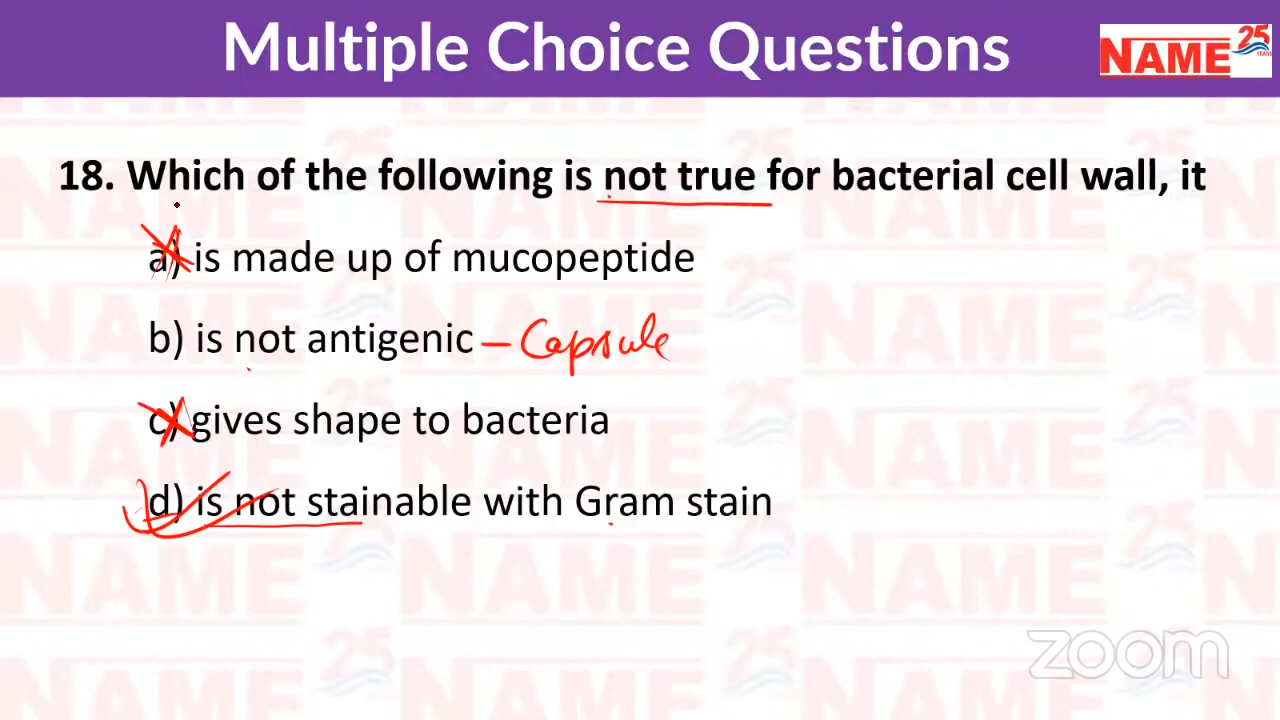 Multiple Choice Questions
NAME 25 YEARS
18. Which of the following is not true for bacterial cell wall, it
a) is made up of mucopeptide
b) is not antigenic – Capsule
c) gives shape to bacteria
d) is not stainable with Gram stain
zoom